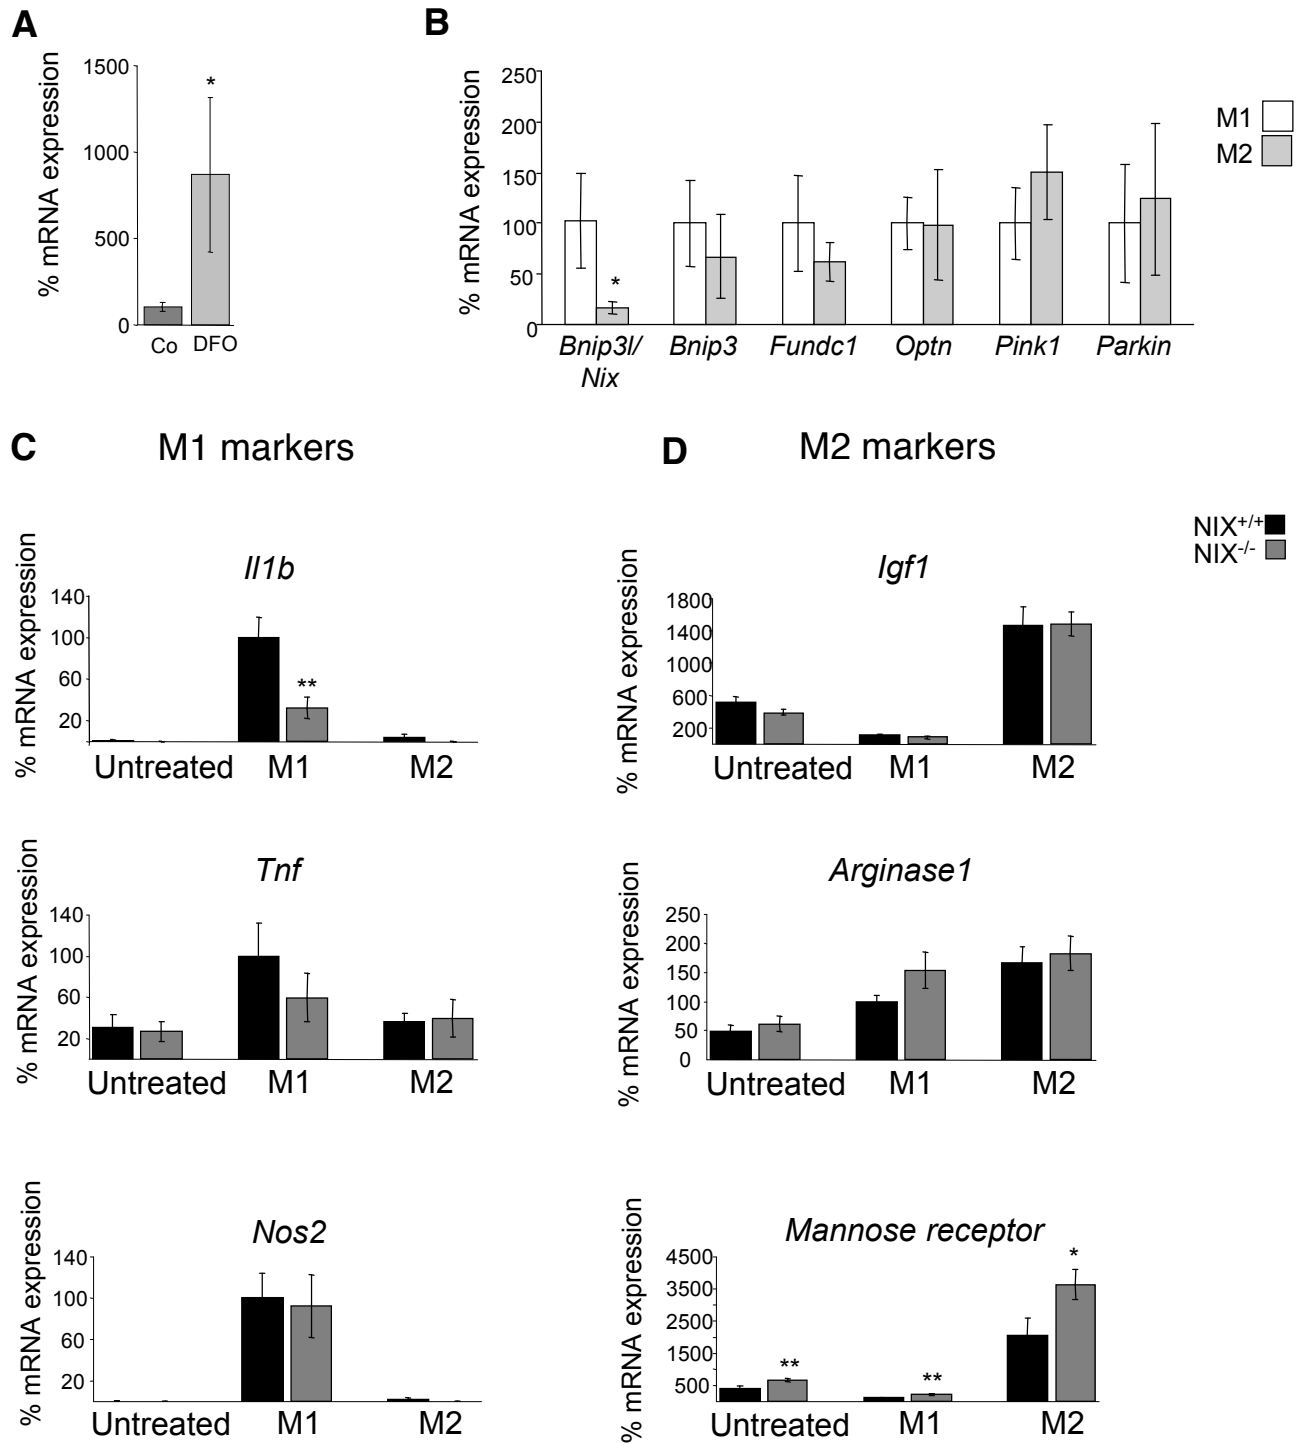 A
B
% mRNA expression
1500
1000
500
0
*
Co DFO
% mRNA expression
250
200
150
100
50
0
*
Bnip3l/ Bnip3 Fundc1 Optn Pink1 Parkin
Nix
M1
M2
C M1 markers
D M2 markers
NIX+/+
NIX-/-
Il1b
% mRNA expression
140
100
60
20
**
Untreated M1 M2
Igf1
% mRNA expression
1800
1400
1000
600
200
Untreated M1 M2
Tnf
% mRNA expression
140
100
60
20
Untreated M1 M2
Arginase1
% mRNA expression
250
200
150
100
50
0
Untreated M1 M2
Nos2
% mRNA expression
140
100
60
20
Untreated M1 M2
Mannose receptor
% mRNA expression
4500
3500
2500
1500
500
** ** *
Untreated M1 M2